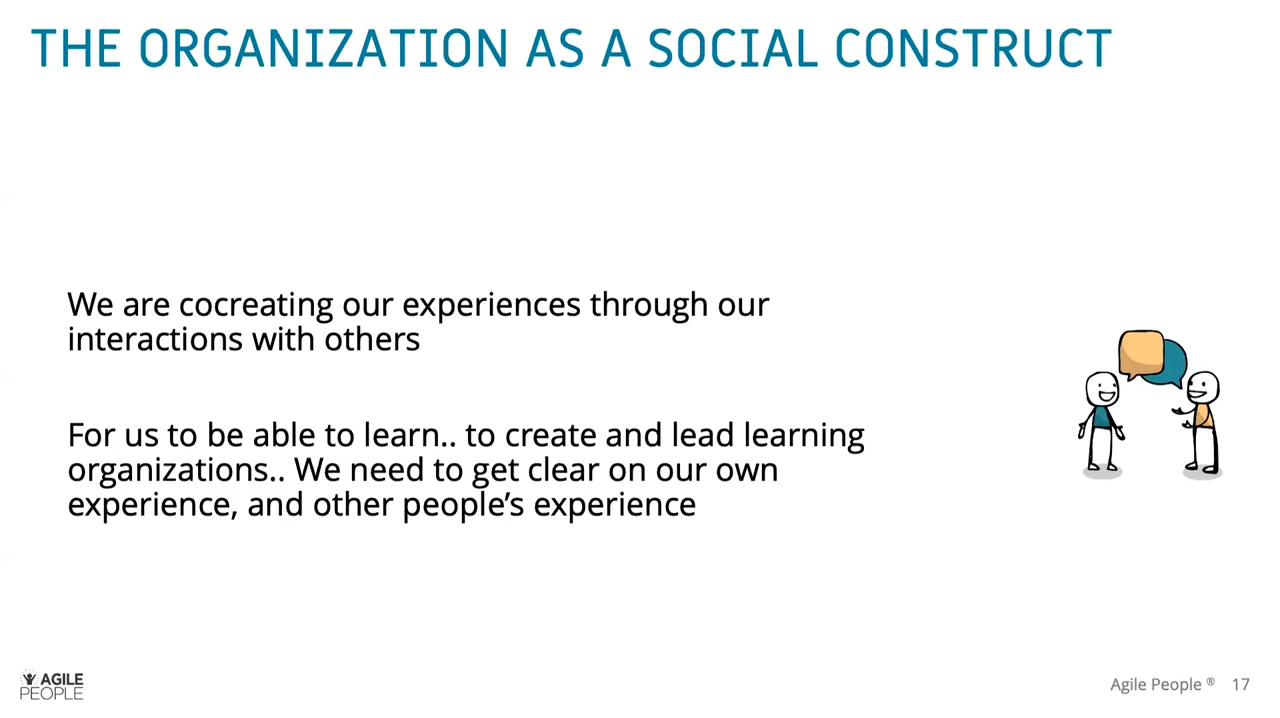 THE ORGANIZATION AS A SOCIAL CONSTRUCT
We are cocreating our experiences through our
interactions with others
For us to be able to learn.. to create and lead learning
organizations.. We need to get clear on our own
experience, and other people’s experience
AGILE
PEOPLE
Agile People ® 17